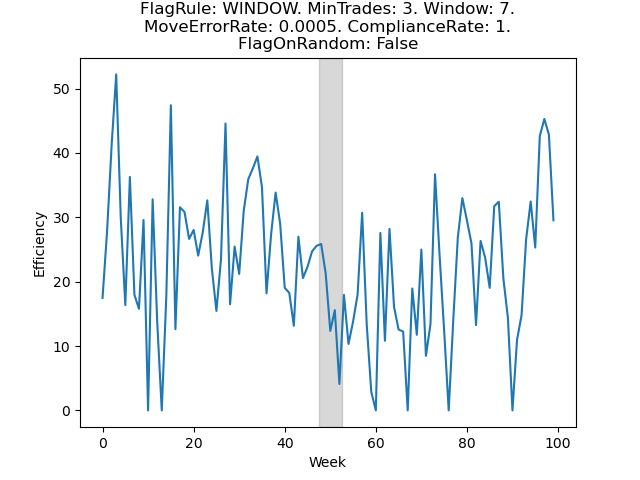 FlagRule: WINDOW. MinTrades: 3. Window: 7.
MoveErrorRate: 0.0005. ComplianceRate: 1.
FlagOnRandom: False
50
40
30
20
10
0
Efficiency
0 20 40 60 80 100
Week